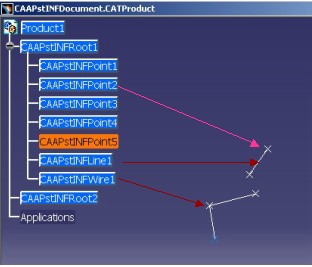 CAAPstINFDocument.CATProduct
Product1
CAAPstINFRoot1
CAAPstINFPoint1
CAAPstINFPoint2
CAAPstINFPoint3
CAAPstINFPoint4
CAAPstINFPoint5
CAAPstINFLine1
CAAPstINFWire1
CAAPstINFRoot2
Applications